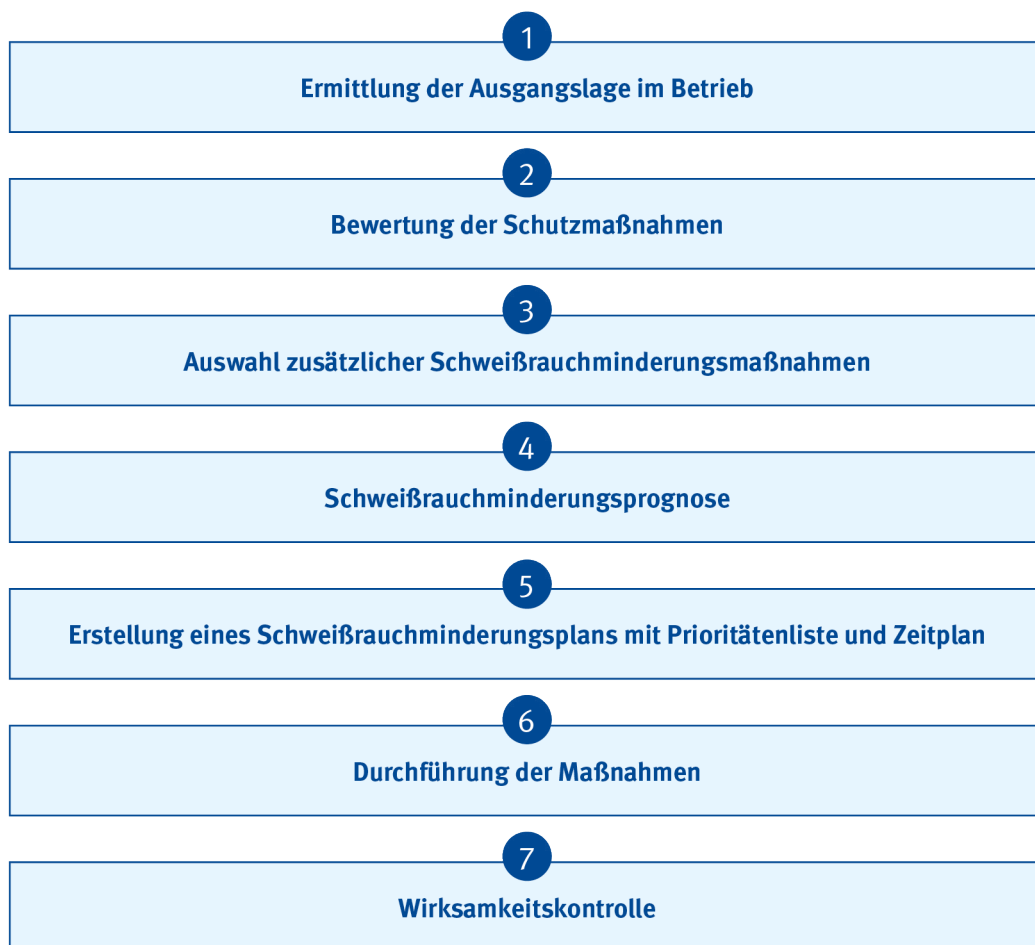 1
Ermittlung der Ausgangslage im Betrieb
2
Bewertung der Schutzmaßnahmen
3
Auswahl zusätzlicher Schweißrauchminderungsmaßnahmen
4
Schweißrauchminderungsprognose
5
Erstellung eines Schweißrauchminderungsplans mit Prioritätenliste und Zeitplan
6
Durchführung der Maßnahmen
7
Wirksamkeitskontrolle